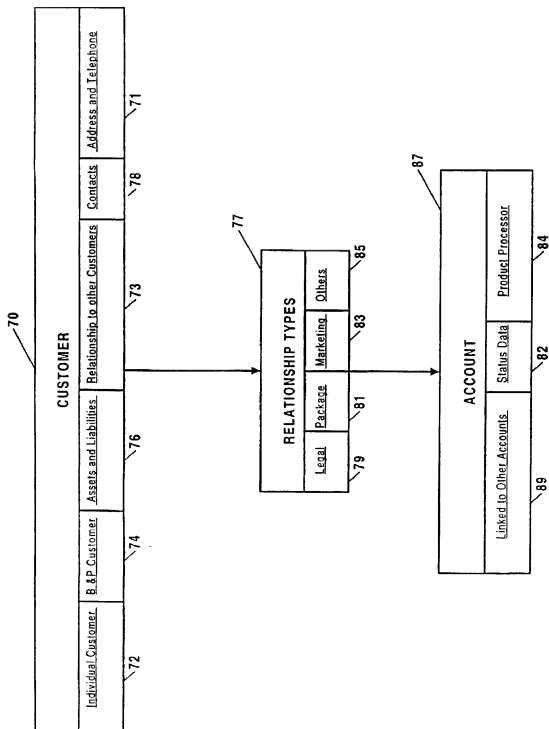 70
CUSTOMER
Individual Customer
B &P Customer
Assets and Liabilities
Relationship to other Customers
Contacts
Address and Telephone
72
74
76
73
78
71
77
RELATIONSHIP TYPES
Legal
Package
Marketing
Others
79
81
83
85
87
ACCOUNT
Linked to Other Accounts
Status Data
Product Processor
89
82
84